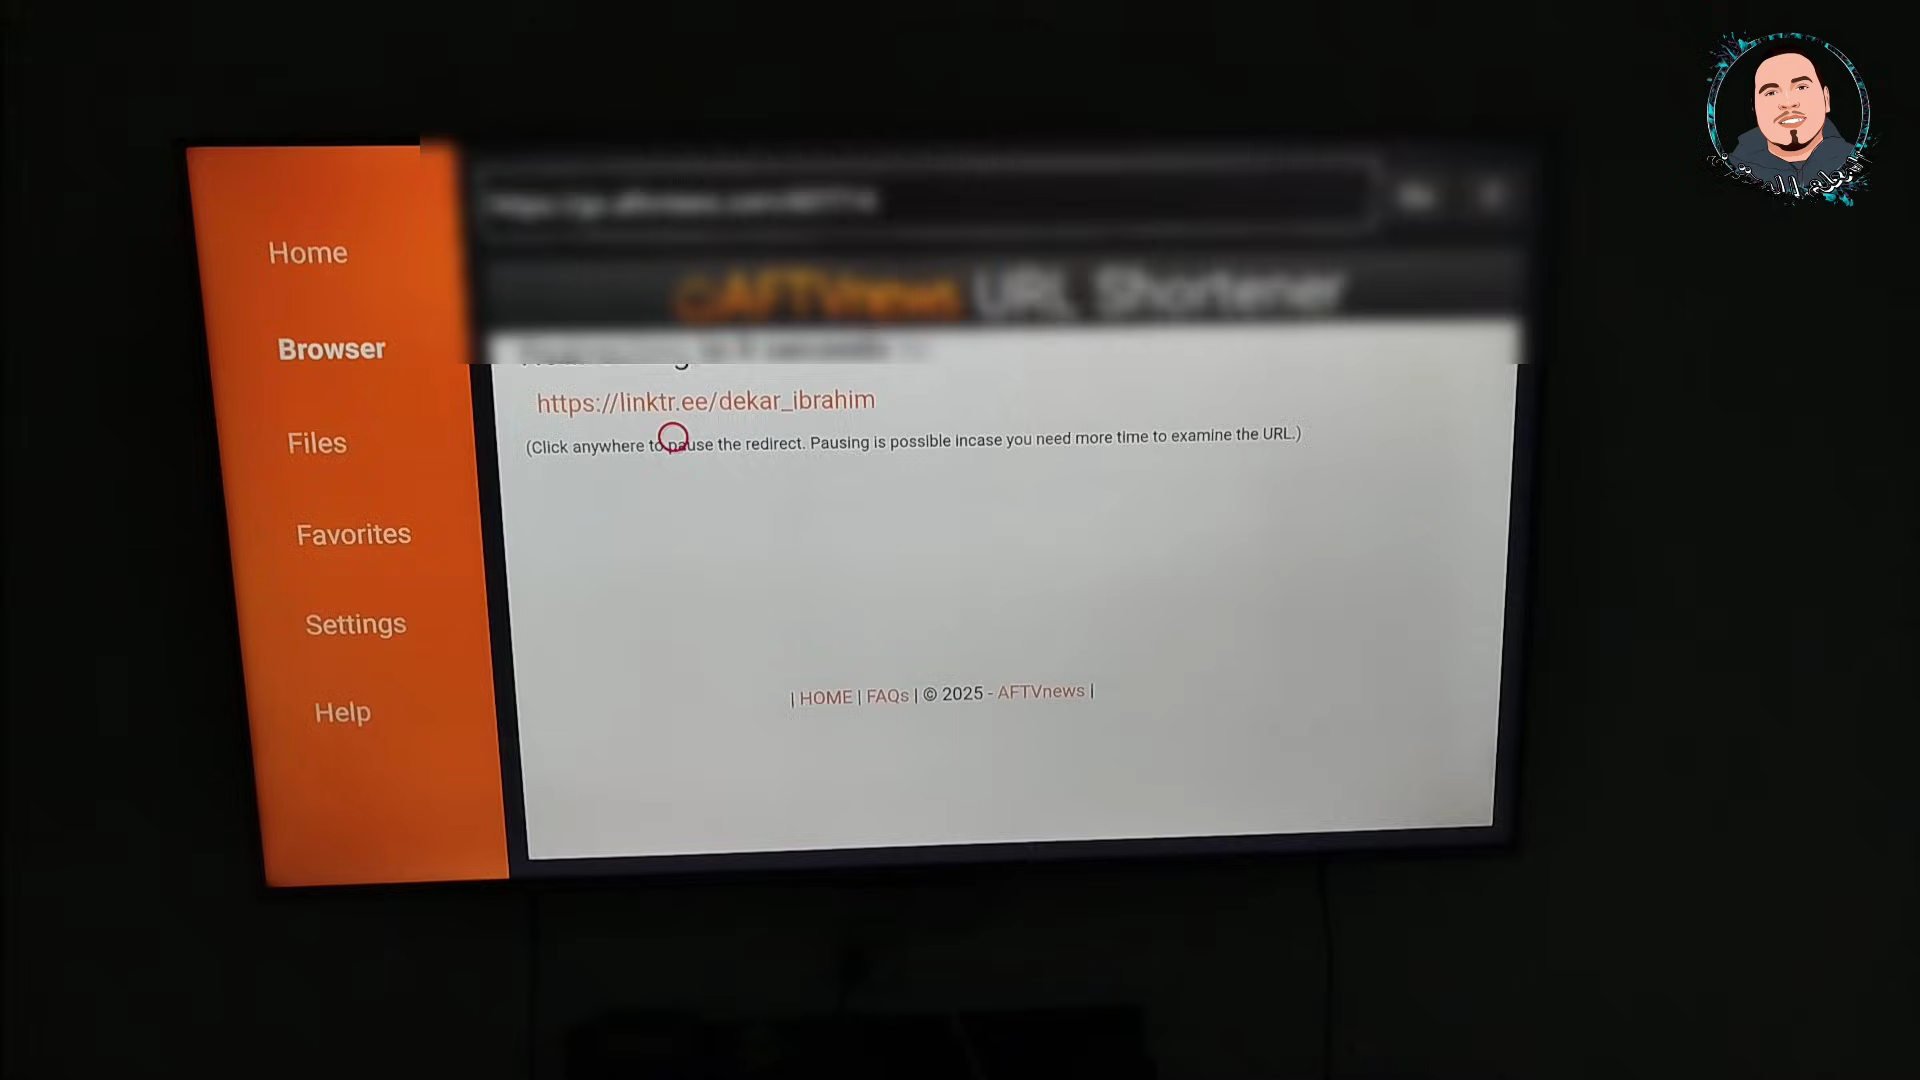 Home
Browser
Files
Favorites
Settings
Help
AFTVnews URL Shortener
https://linktr.ee/dekar_ibrahim
(Click anywhere to pause the redirect. Pausing is possible incase you need more time to examine the URL.)
| HOME | FAQs | © 2025 - AFTVnews |